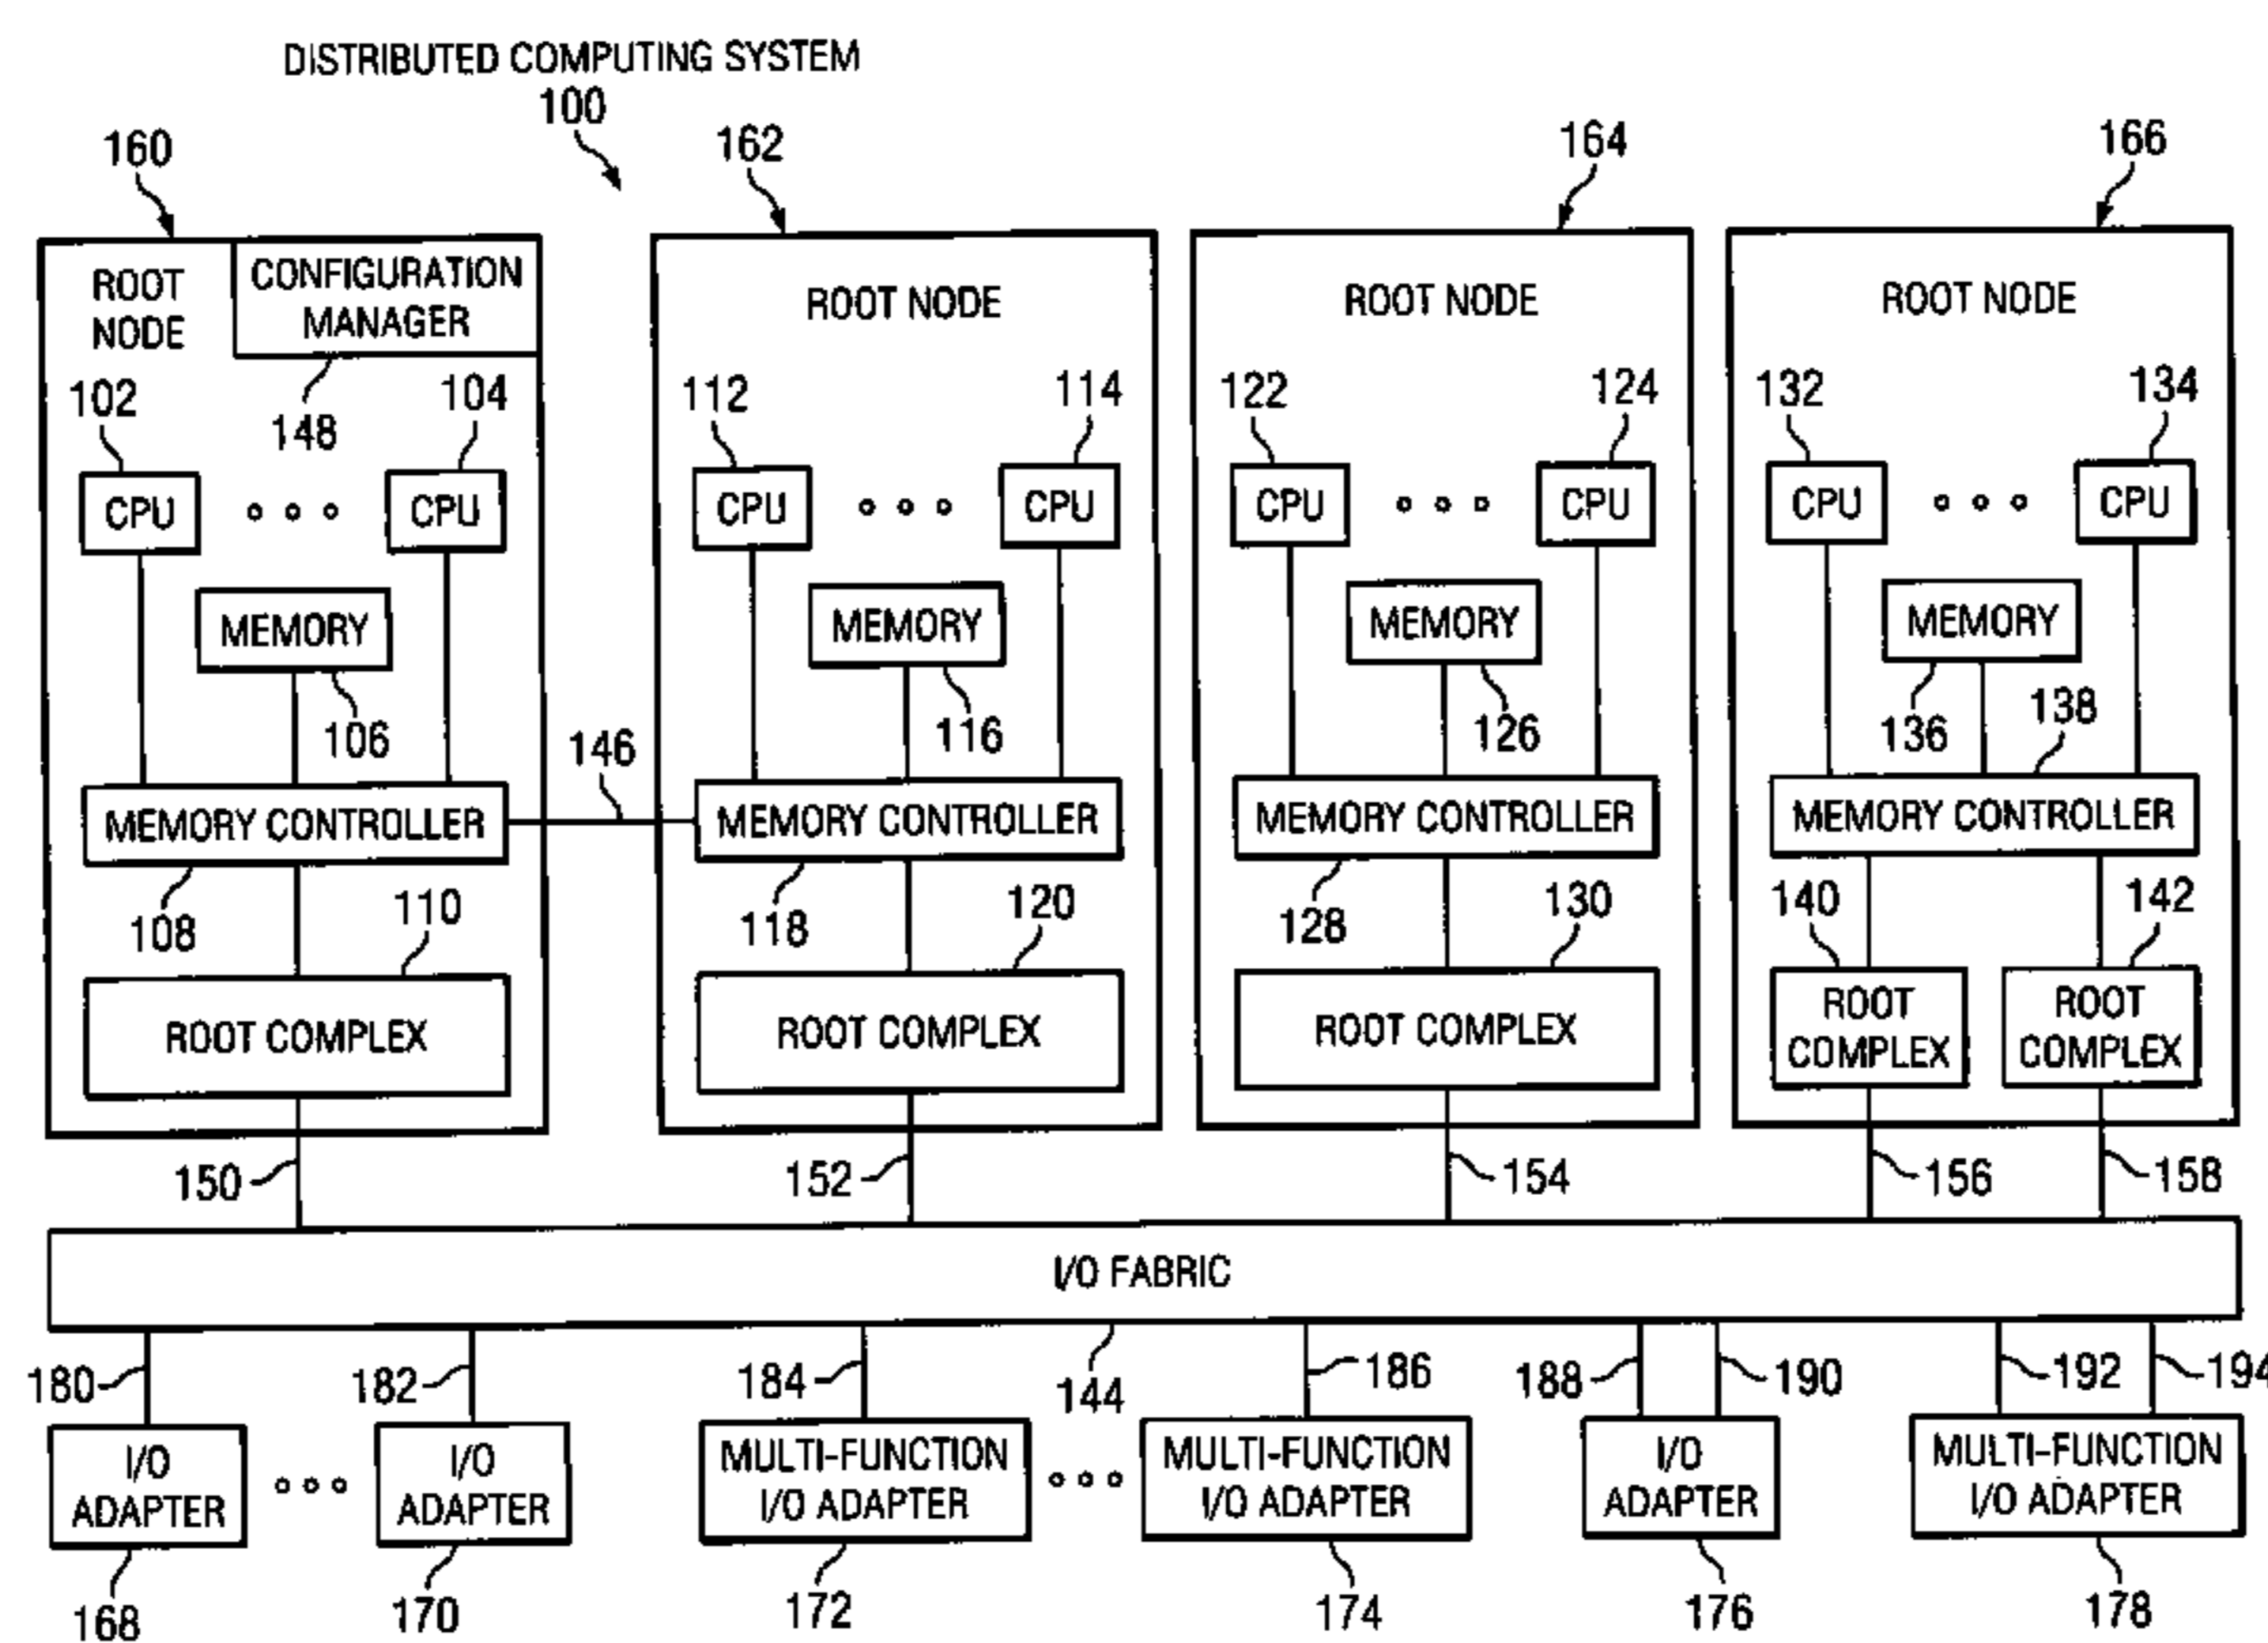 DISTRIBUTED COMPUTING SYSTEM
100
160
162
164
166
ROOT
NODE
CONFIGURATION
MANAGER
ROOT NODE
ROOT NODE
ROOT NODE
102
148
104
112
114
122
124
132
134
CPU
CPU
CPU
CPU
CPU
CPU
CPU
CPU
MEMORY
MEMORY
MEMORY
MEMORY
106
146
116
126
136
138
MEMORY CONTROLLER
MEMORY CONTROLLER
MEMORY CONTROLLER
MEMORY CONTROLLER
108
110
118
120
128
130
140
142
ROOT COMPLEX
ROOT COMPLEX
ROOT COMPLEX
ROOT
COMPLEX
ROOT
COMPLEX
150
152
154
156
158
I/O FABRIC
180
182
184
144
186
188
190
192
194
I/O
ADAPTER
I/O
ADAPTER
MULTI-FUNCTION
I/O ADAPTER
MULTI-FUNCTION
I/O ADAPTER
I/O
ADAPTER
MULTI-FUNCTION
I/O ADAPTER
168
170
172
174
176
178